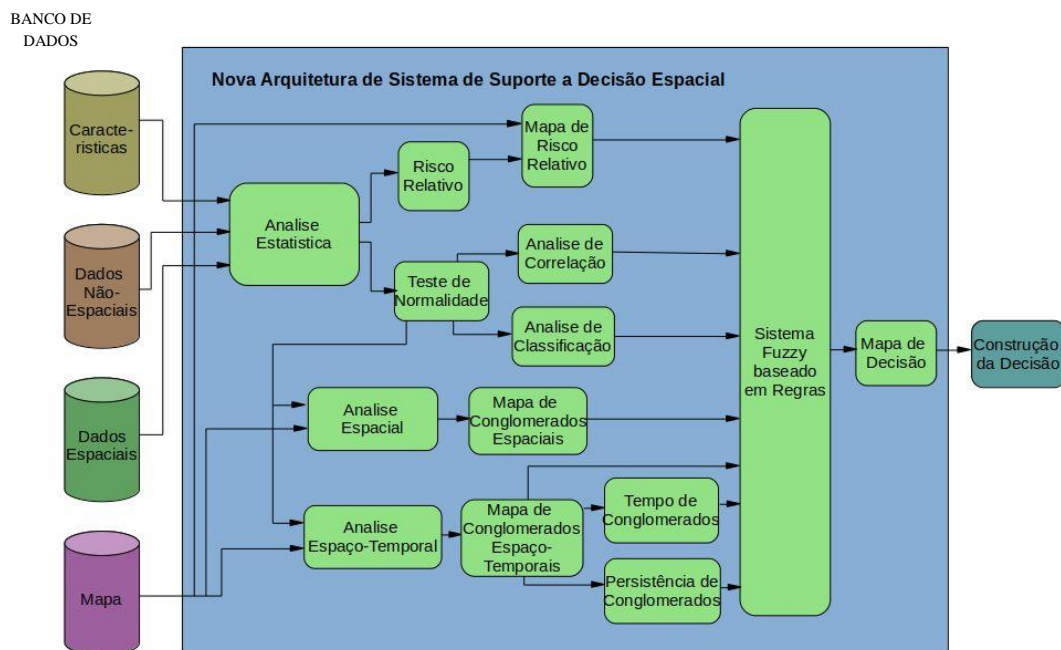 BANCO DE
DADOS
Nova Arquitetura de Sistema de Suporte a Decisão Espacial
Caracte-
risticas
Dados
Não-
Espaciais
Dados
Espaciais
Mapa
Analise
Estatistica
Risco
Relativo
Mapa de
Risco
Relativo
Teste de
Normalidade
Analise de
Correlação
Analise de
Classificação
Analise
Espacial
Mapa de
Conglomerados
Espaciais
Analise
Espaço-Temporal
Mapa de
Conglomerados
Espaço-
Temporais
Tempo de
Conglomerados
Persistência de
Conglomerados
Sistema
Fuzzy
baseado
em Regras
Mapa de
Decisão
Construção
da Decisão